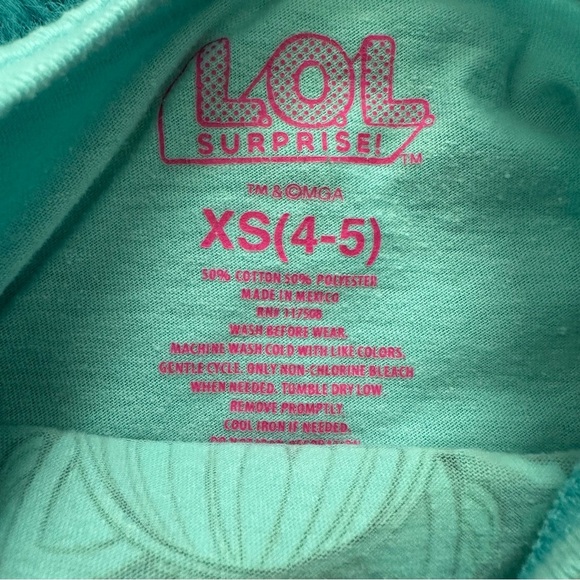 L.O.L.
SURPRISE!™
™ & ©MGA
XS(4-5)
50% COTTON 50% POLYESTER
MADE IN MEXICO
RN# 117508
WASH BEFORE WEAR.
MACHINE WASH COLD WITH LIKE COLORS,
GENTLE CYCLE. ONLY NON-CHLORINE BLEACH
WHEN NEEDED. TUMBLE DRY LOW
REMOVE PROMPTLY.
COOL IRON IF NEEDED.